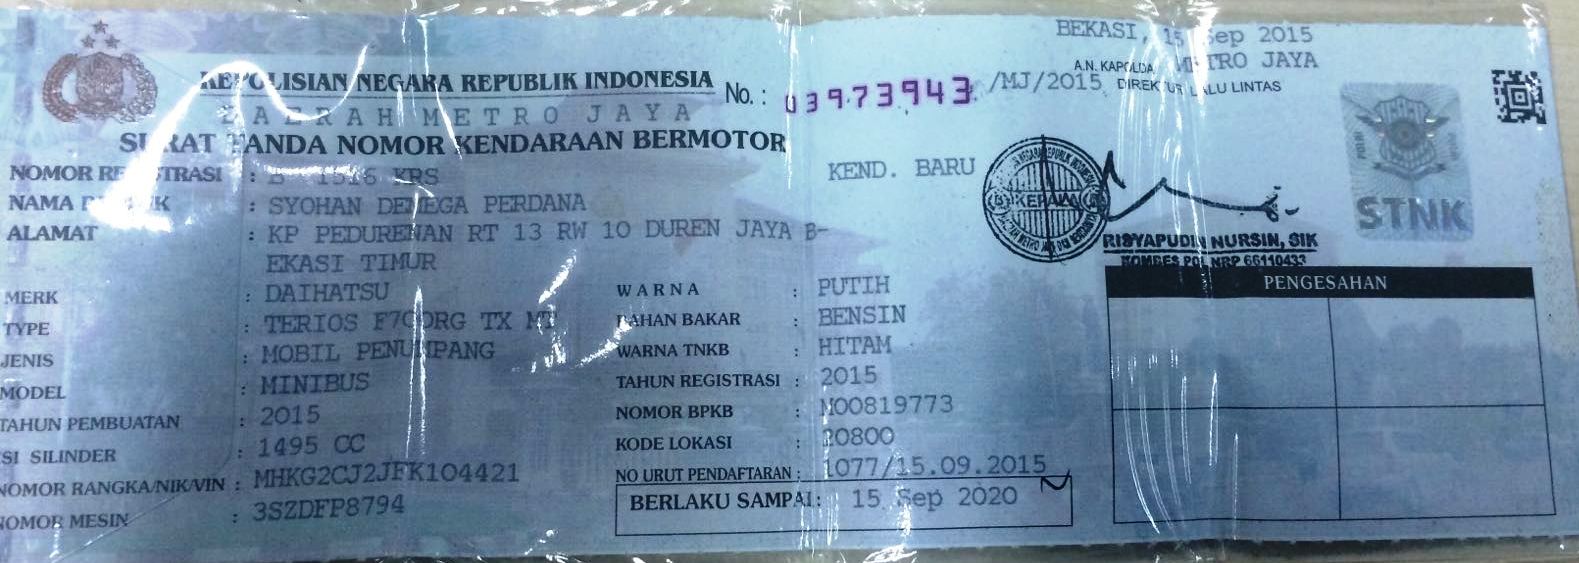 BEKASI, 15 Sep 2015
KEPOLISIAN NEGARA REPUBLIK INDONESIA
DAERAH METRO JAYA
No. : 03973943 /MJ/2015
A.N. KAPOLDA METRO JAYA
DIREKTUR LALU LINTAS
SURAT TANDA NOMOR KENDARAAN BERMOTOR
NOMOR REGISTRASI : B 1516 KRS
KEND. BARU
NAMA PEMILIK : SYOHAN DEMEGA PERDANA
ALAMAT : KP PEDURENAN RT 13 RW 10 DUREN JAYA B-
EKASI TIMUR
KEPALA
STNK
RISYAPUDIN NURSIN, SIK
KOMBES POL NRP 66110433
MERK : DAIHATSU
TYPE : TERIOS F700RG TX MT
JENIS : MOBIL PENUMPANG
MODEL : MINIBUS
TAHUN PEMBUATAN : 2015
ISI SILINDER : 1495 CC
NOMOR RANGKA/NIK/VIN : MHKG2CJ2JFK104421
NOMOR MESIN : 3SZDFP8794
WARNA : PUTIH
BAHAN BAKAR : BENSIN
WARNA TNKB : HITAM
TAHUN REGISTRASI : 2015
NOMOR BPKB : M00819773
KODE LOKASI : 20800
NO URUT PENDAFTARAN : 1077/15.09.2015
BERLAKU SAMPAI : 15 Sep 2020
PENGESAHAN